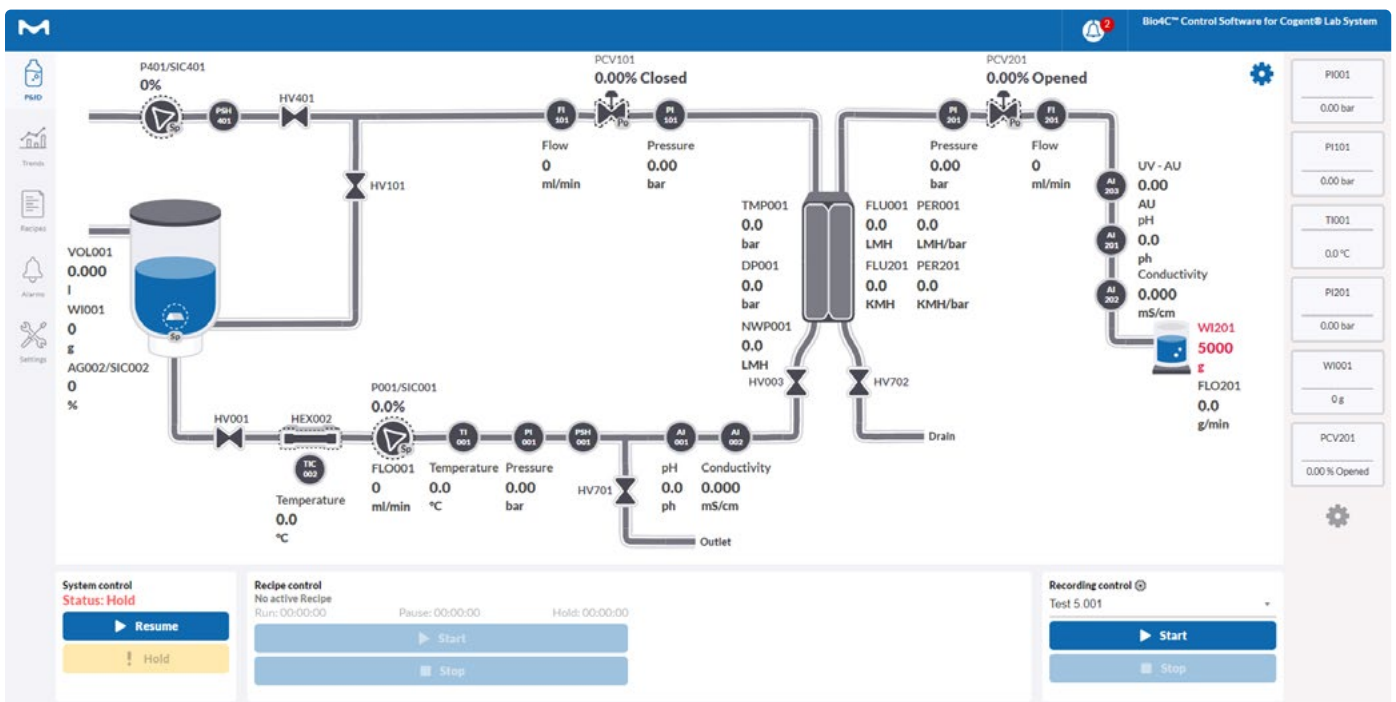 2
Bio4C™ Control Software for Cogent® Lab System
P&ID
Trends
Recipes
Alarms
Settings
P401/SIC401
0%
Sp
PSH
401
HV401
HV101
FI
101
PCV101
0.00% Closed
Po
PI
101
Flow
0
ml/min
Pressure
0.00
bar
PCV201
0.00% Opened
PI
201
Po
FI
201
Pressure
0.00
bar
Flow
0
ml/min
AI
203
UV - AU
0.00
AU
AI
201
pH
0.0
ph
AI
202
Conductivity
0.000
mS/cm
WI201
5000
g
FLO201
0.0
g/min
TMP001
0.0
bar
DP001
0.0
bar
NWP001
0.0
LMH
FLU001 PER001
0.0 0.0
LMH LMH/bar
FLU201 PER201
0.0 0.0
KMH KMH/bar
HV003
HV702
Drain
VOL001
0.000
l
WI001
0
g
AG002/SIC002
0
%
Sp
HV001
HEX002
TIC
002
Temperature
0.0
°C
P001/SIC001
0.0%
Sp
FLO001
0
ml/min
TI
001
Temperature
0.0
°C
PI
001
Pressure
0.00
bar
PSH
001
HV701
Outlet
AI
001
pH
0.0
ph
AI
002
Conductivity
0.000
mS/cm
PI001
0.00 bar
PI101
0.00 bar
TI001
0.0 °C
PI201
0.00 bar
WI001
0 g
PCV201
0.00 % Opened
System control
Status: Hold
Resume
! Hold
Recipe control
No active Recipe
Run: 00:00:00 Pause: 00:00:00 Hold: 00:00:00
Start
Stop
Recording control
Test 5.001
Start
Stop